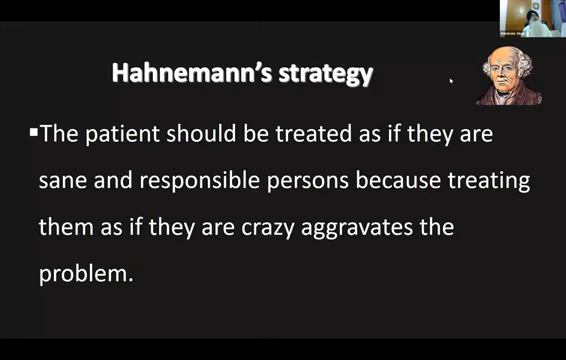 Hahnemann's strategy
▪The patient should be treated as if they are
sane and responsible persons because treating
them as if they are crazy aggravates the
problem.